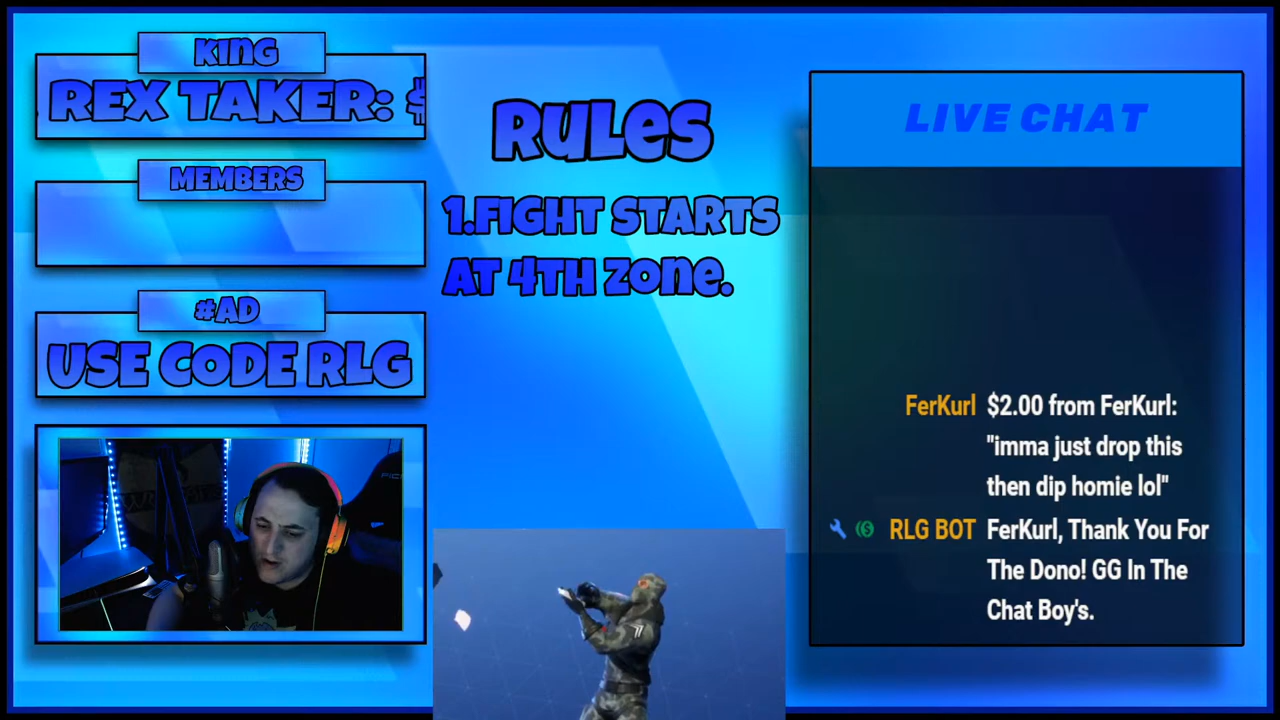 King
REX TAKER: $
MEMBERS
#AD
USE CODE RLG
Rules
1.FIGHT STARTS
AT 4TH ZONE.
LIVE CHAT
FerKurl $2.00 from FerKurl:
"imma just drop this
then dip homie lol"
RLG BOT FerKurl, Thank You For
The Dono! GG In The
Chat Boy's.